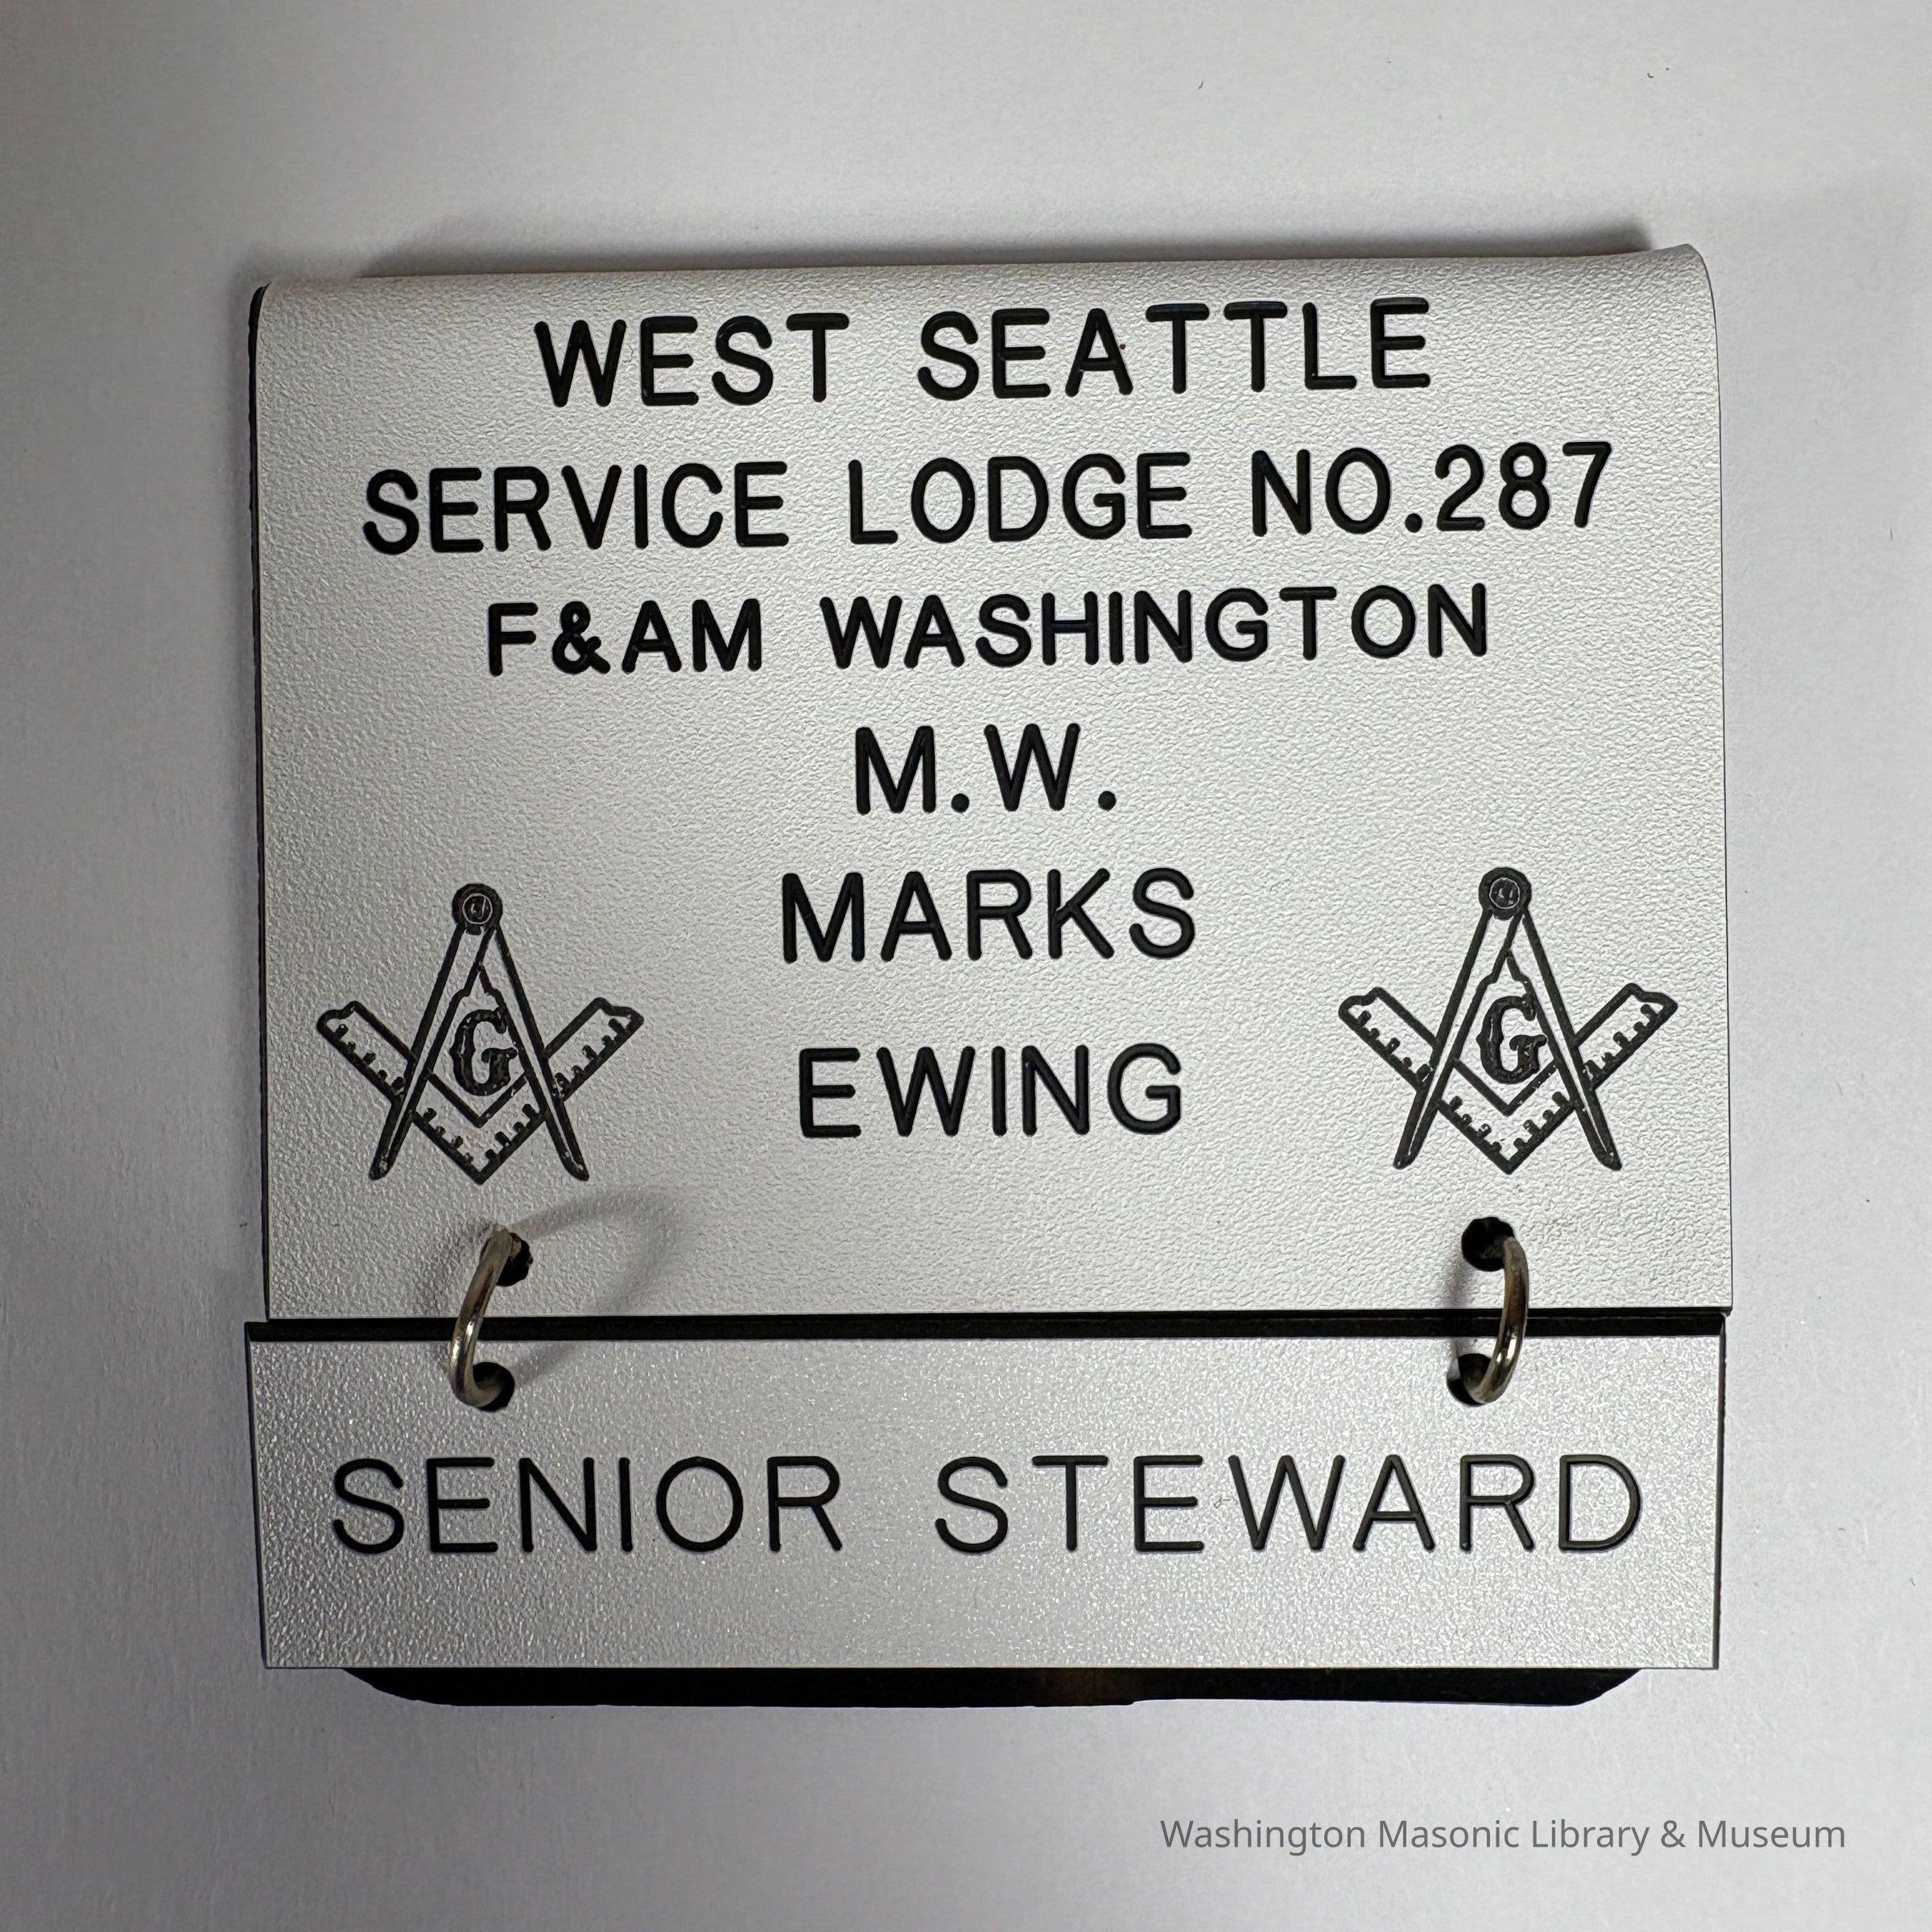 WEST SEATTLE
SERVICE LODGE NO.287
F&AM WASHINGTON
M.W.
MARKS
EWING
G
G
SENIOR STEWARD
Washington Masonic Library & Museum